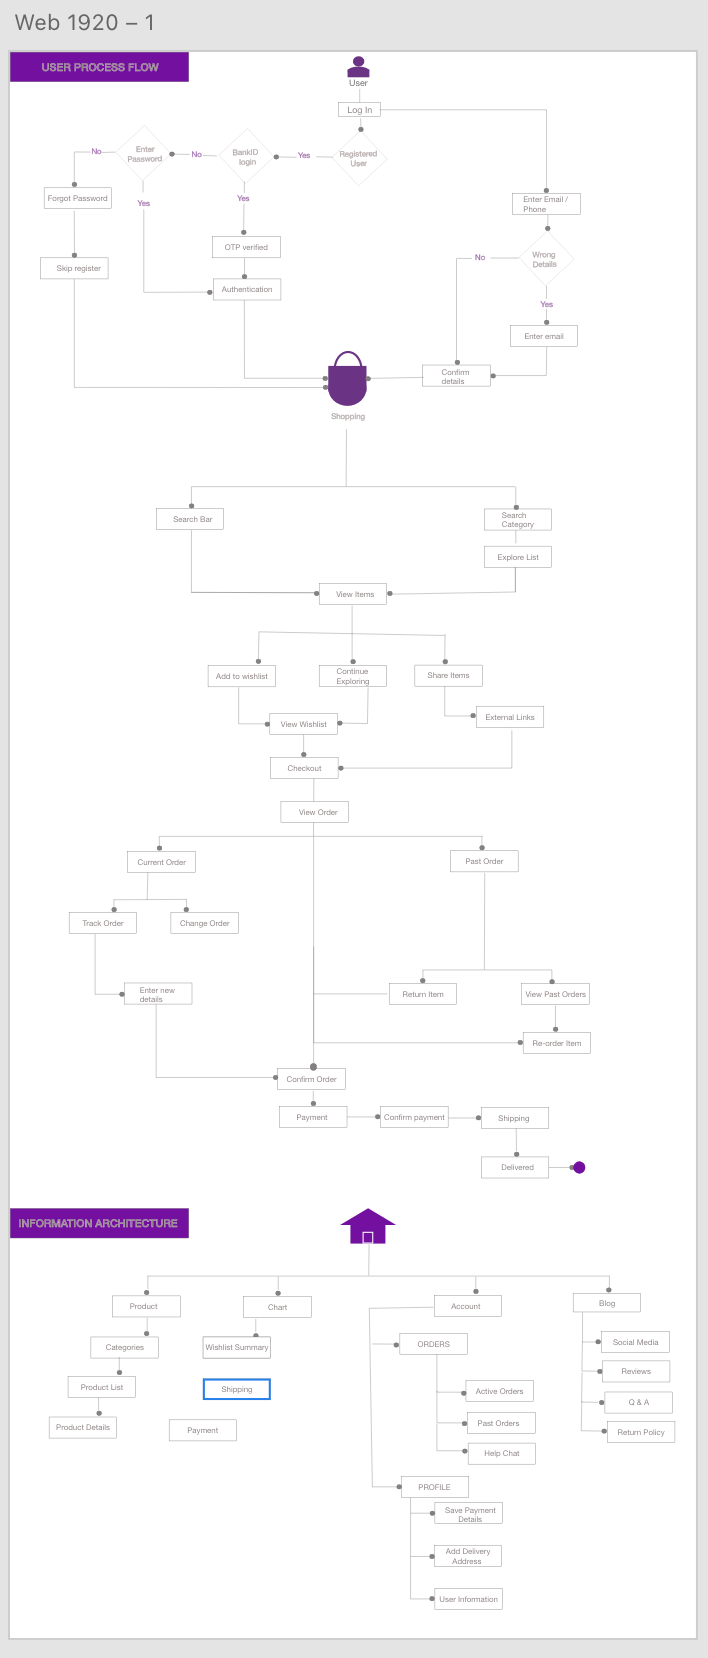 Web 1920 – 1
USER PROCESS FLOW
User
Log In
No
Enter
Password
No
BankID
login
Yes
Registered
User
Forgot Password
Yes
Yes
Enter Email /
Phone
OTP verified
No
Wrong
Details
Skip register
Authentication
Yes
Enter email
Confirm
details
Shopping
Search Bar
Search
Category
Explore List
View Items
Add to wishlist
Continue
Exploring
Share Items
View Wishlist
External Links
Checkout
View Order
Current Order
Past Order
Track Order
Change Order
Enter new
details
Return Item
View Past Orders
Re-order Item
Confirm Order
Payment
Confirm payment
Shipping
Delivered
INFORMATION ARCHITECTURE
Product
Chart
Account
Blog
Categories
Wishlist Summary
ORDERS
Social Media
Product List
Shipping
Active Orders
Reviews
Q & A
Product Details
Payment
Past Orders
Return Policy
Help Chat
PROFILE
Save Payment
Details
Add Delivery
Address
User Information